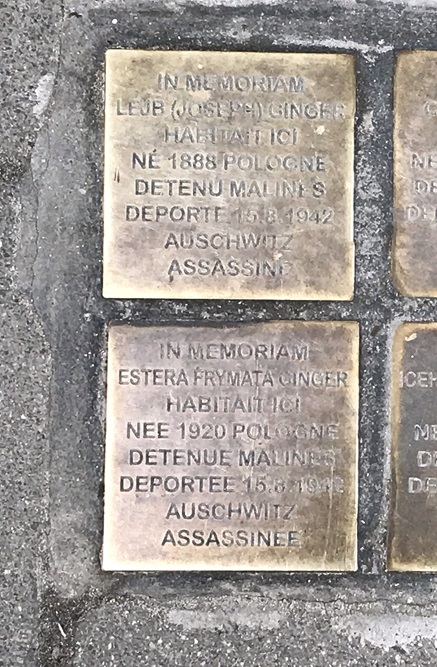 IN MEMORIAM
LEJB (JOSEPH) GINGER
HABITAIT ICI
NÉ 1888 POLOGNE
DETENU MALINES
DEPORTE 15.8.1942
AUSCHWITZ
ASSASSINE
IN MEMORIAM
ESTERA FRYMATA GINGER
HABITAIT ICI
NEE 1920 POLOGNE
DETENUE MALINES
DEPORTEE 15.8.1942
AUSCHWITZ
ASSASSINEE